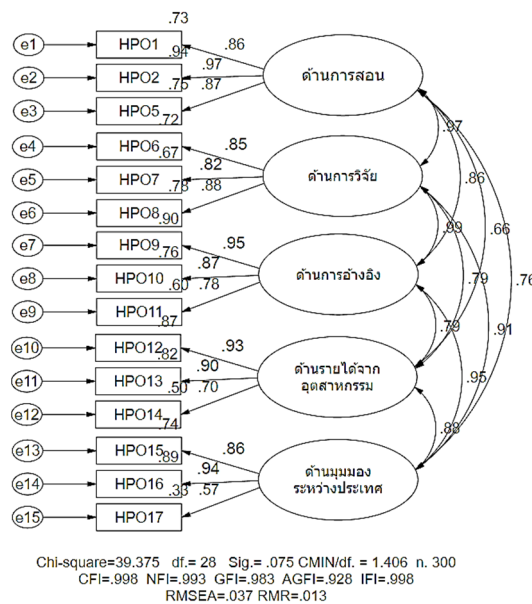 .73
e1 HPO1 .86
.94
e2 HPO2 .97
.75 .87
e3 HPO5
ด้านการสอน
.72
e4 HPO6 .85
.67
e5 HPO7 .82
.78 .88
e6 HPO8
ด้านการวิจัย
.90
e7 HPO9 .95
.76
e8 HPO10 .87
.60 .78
e9 HPO11
ด้านการอ้างอิง
.87
e10 HPO12 .93
.82
e11 HPO13 .90
.50 .70
e12 HPO14
ด้านรายได้จาก
อุตสาหกรรม
.74
e13 HPO15 .86
.89
e14 HPO16 .94
.33 .57
e15 HPO17
ด้านมุมมอง
ระหว่างประเทศ
.97
.86
.66
.76
.99
.79
.91
.79
.95
.88
Chi-square=39.375 df.= 28 Sig.= .075 CMIN/df. = 1.406 n. 300
CFI=.998 NFI=.993 GFI=.983 AGFI=.928 IFI=.998
RMSEA=.037 RMR=.013